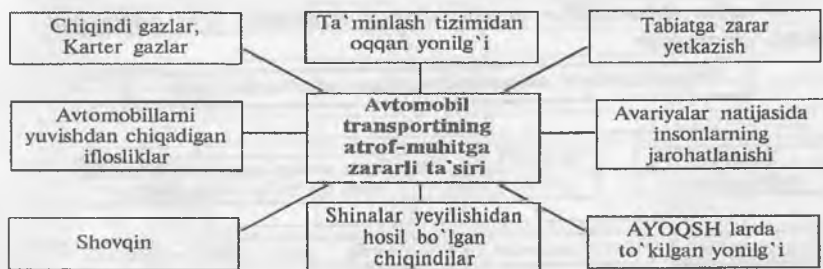 Chiqindi gazlar,
Karter gazlar
Ta`minlash tizimidan
oqqan yonilg`i
Tabiatga zarar
yetkazish
Avtomobillarni
yuvishdan chiqadigan
iflosliklar
Avtomobil
transportining
atrof-muhitga
zararli ta`siri
Avariyalar natijasida
insonlarning
jarohatlanishi
Shovqin
Shinalar yeyilishidan
hosil bo`lgan
chiqindilar
AYOQSH larda
to`kilgan yonilg`i